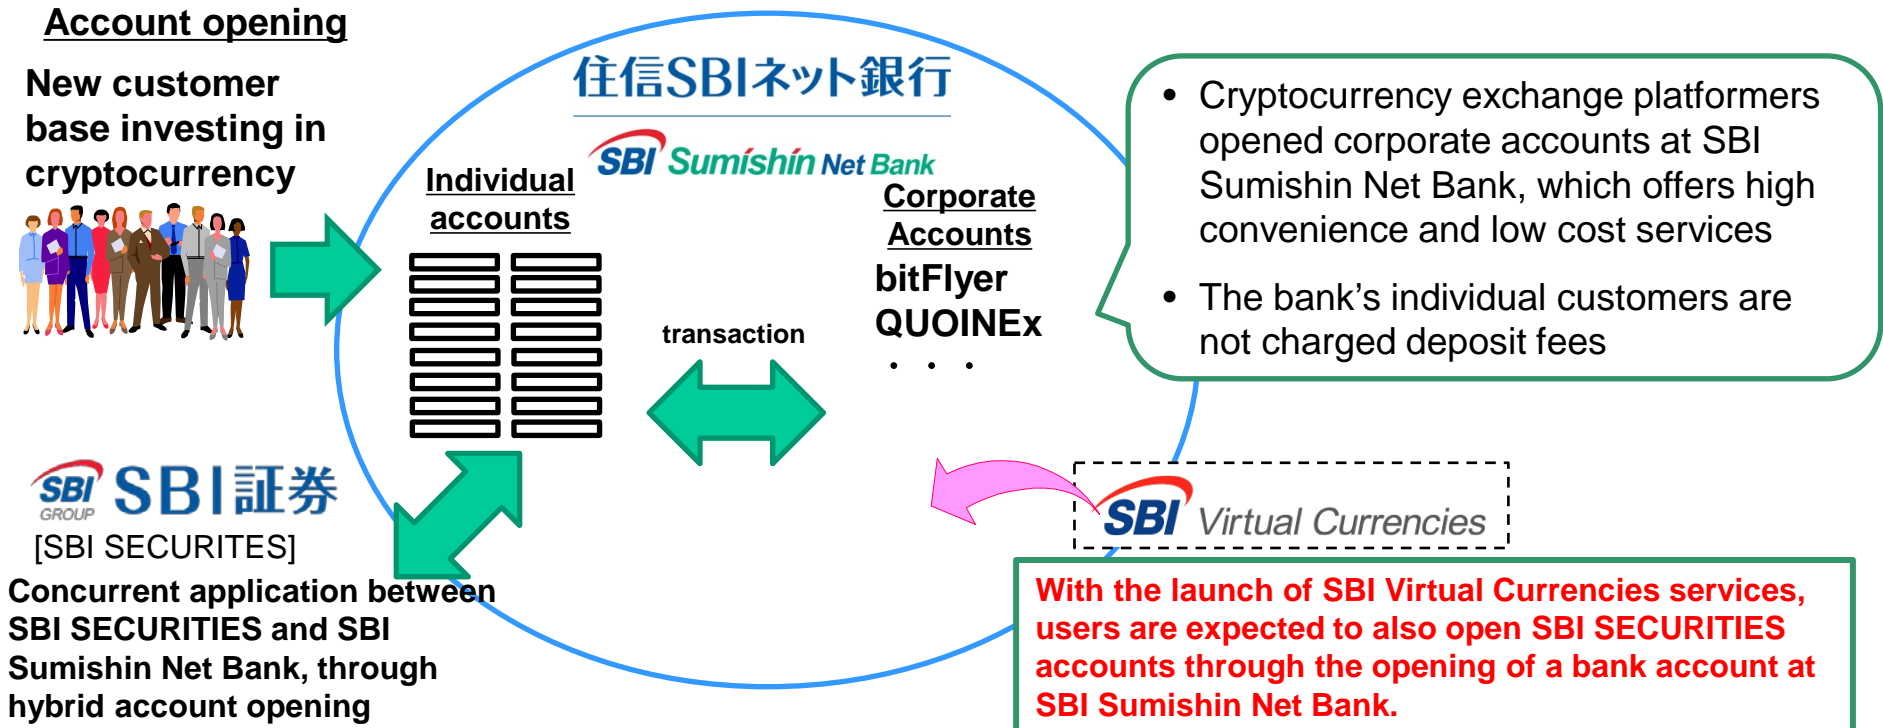 Account opening
New customer
base investing in
cryptocurrency
住信SBIネット銀行
SBI Sumishin Net Bank
Individual
accounts
Corporate
Accounts
bitFlyer
QUOINEx
・・・
transaction
• Cryptocurrency exchange platformers
opened corporate accounts at SBI
Sumishin Net Bank, which offers high
convenience and low cost services
• The bank’s individual customers are
not charged deposit fees
SBI
GROUP
SBI証券
[SBI SECURITES]
Concurrent application between
SBI SECURITIES and SBI
Sumishin Net Bank, through
hybrid account opening
SBI Virtual Currencies
With the launch of SBI Virtual Currencies services,
users are expected to also open SBI SECURITIES
accounts through the opening of a bank account at
SBI Sumishin Net Bank.